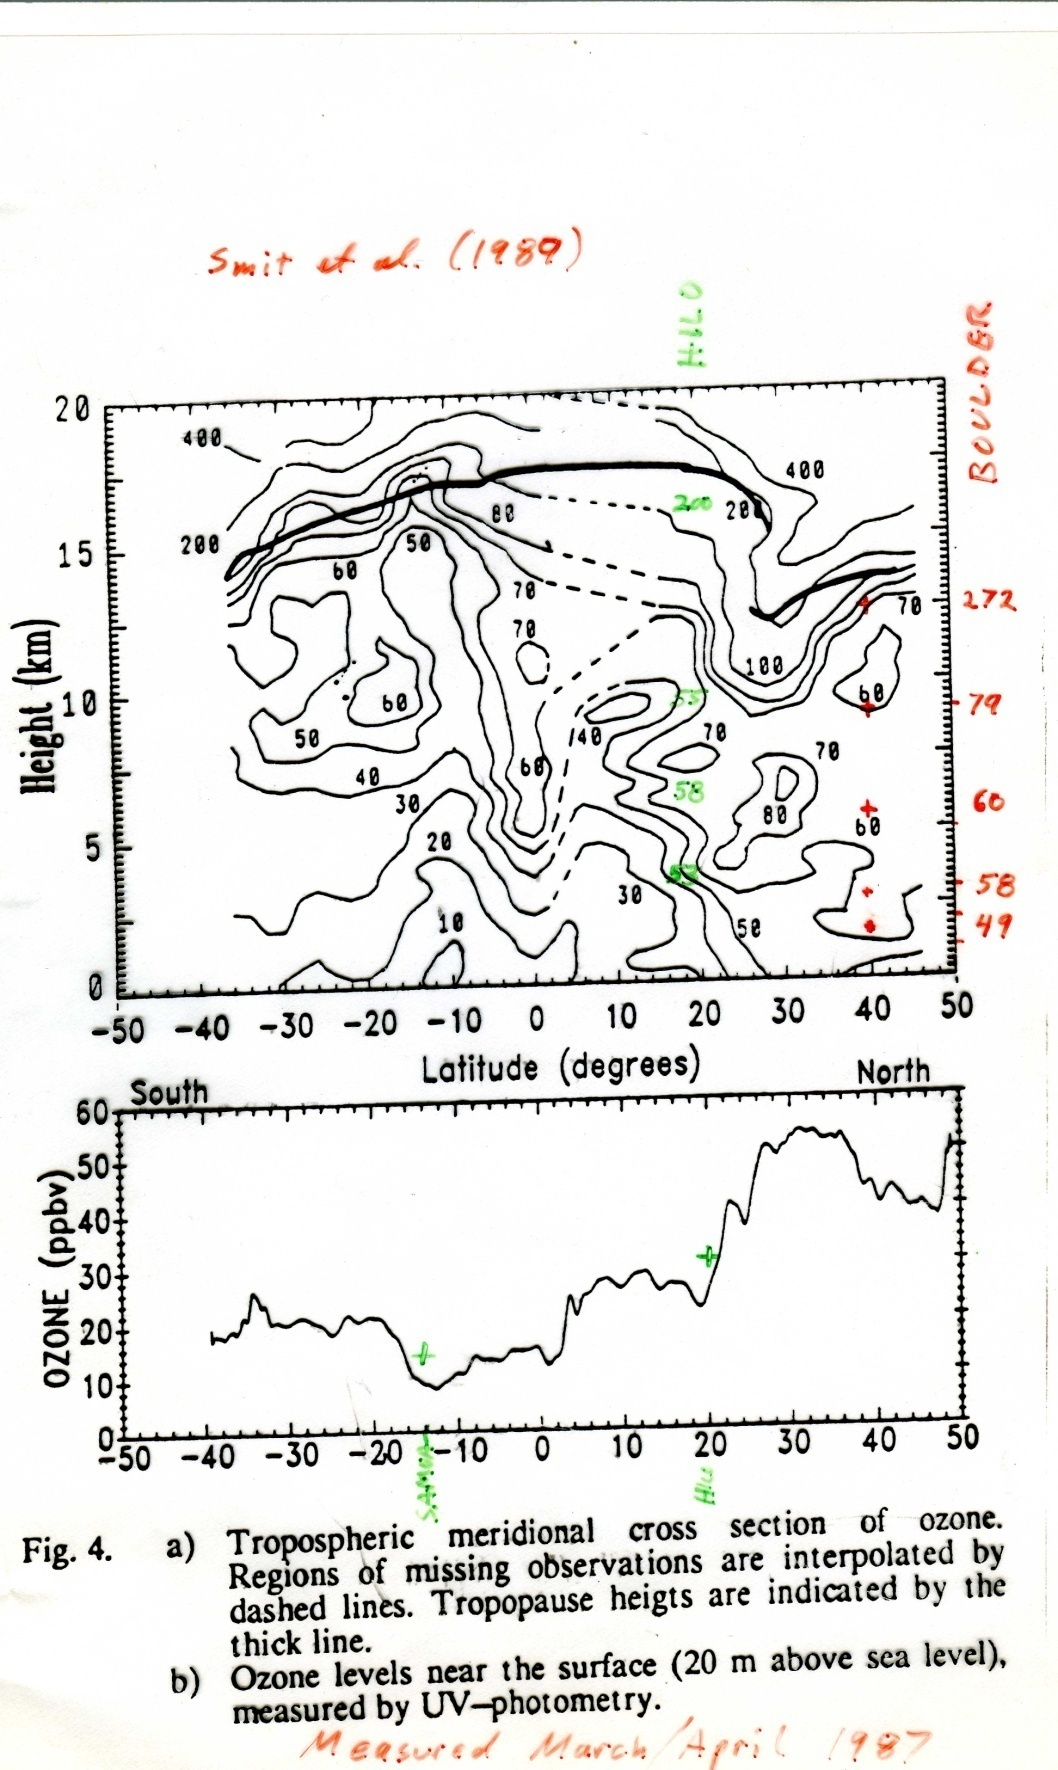 Smit et al. (1989)
HILO
BOULDER
20
400
400
200
200
80
200
15
50
60
70
272
70
70
100
Height (km)
10
60
55
60
79
50
40
70
70
40
60
58
30
80
60
60
20
5
53
58
30
49
10
50
0
-50 -40 -30 -20 -10 0 10 20 30 40 50
Latitude (degrees)
South
North
60
50
40
OZONE (ppbv)
30
20
10
0
-50 -40 -30 -20 -10 0 10 20 30 40 50
SAMOA
Fig. 4. a) Tropospheric meridional cross section of ozone.
Regions of missing observations are interpolated by
dashed lines. Tropopause heigts are indicated by the
thick line.
b) Ozone levels near the surface (20 m above sea level),
measured by UV-photometry.
Measured March/April 1987